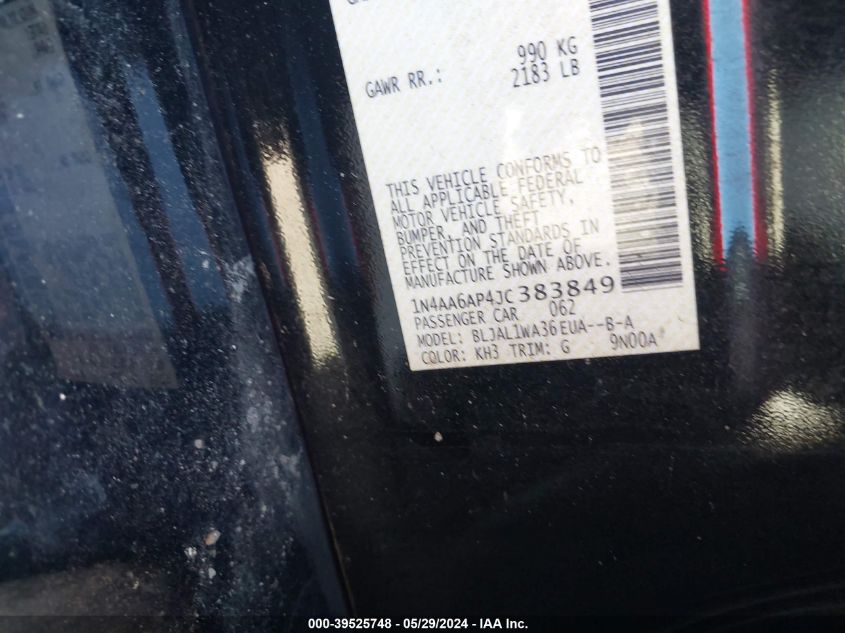 990 KG
GAWR RR.: 2183 LB
THIS VEHICLE CONFORMS TO
ALL APPLICABLE FEDERAL
MOTOR VEHICLE SAFETY,
BUMPER, AND THEFT
PREVENTION STANDARDS IN
EFFECT ON THE DATE OF
MANUFACTURE SHOWN ABOVE.
1N4AA6AP4JC383849
PASSENGER CAR 062
MODEL: BLJAL1WA36EUA--B-A
COLOR: KH3 TRIM: G 9N00A
000-39525748 - 05/29/2024 - IAA Inc.